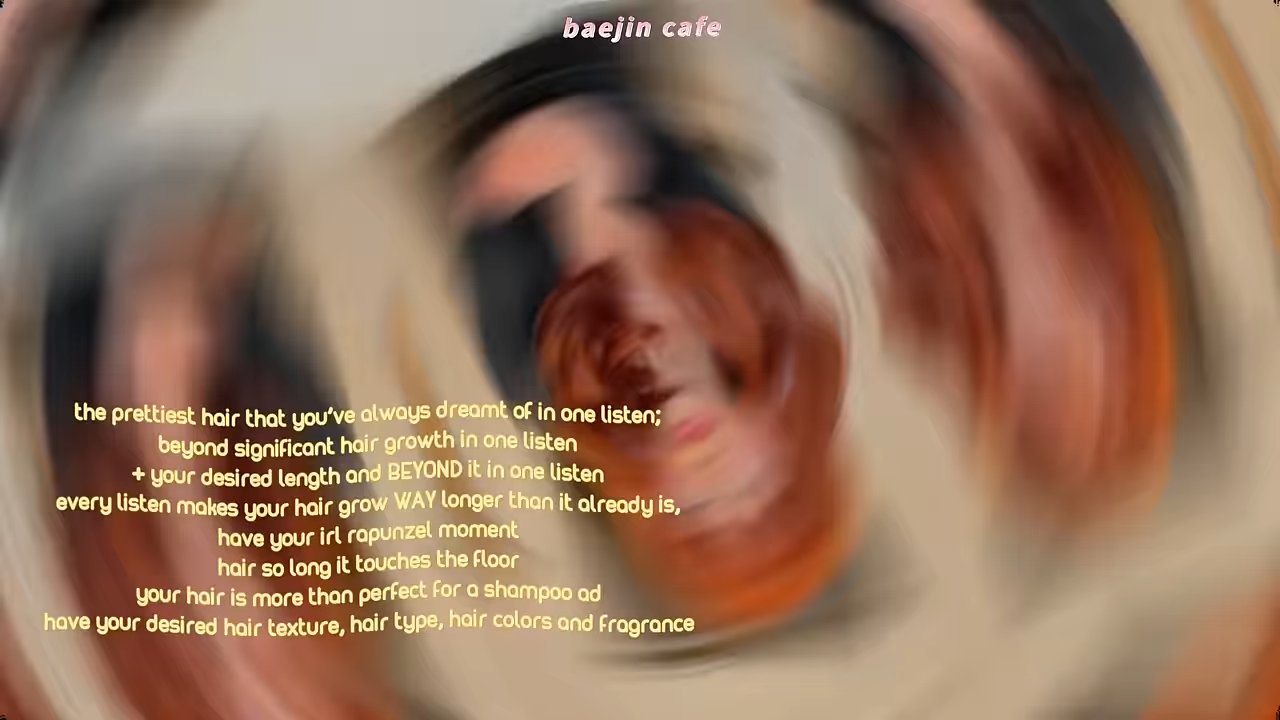 baejin cafe
the prettiest hair that you've always dreamt of in one listen;
beyond significant hair growth in one listen
+ your desired length and BEYOND it in one listen
every listen makes your hair grow WAY longer than it already is,
have your irl rapunzel moment
hair so long it touches the floor
your hair is more than perfect for a shampoo ad
have your desired hair texture, hair type, hair colors and fragrance